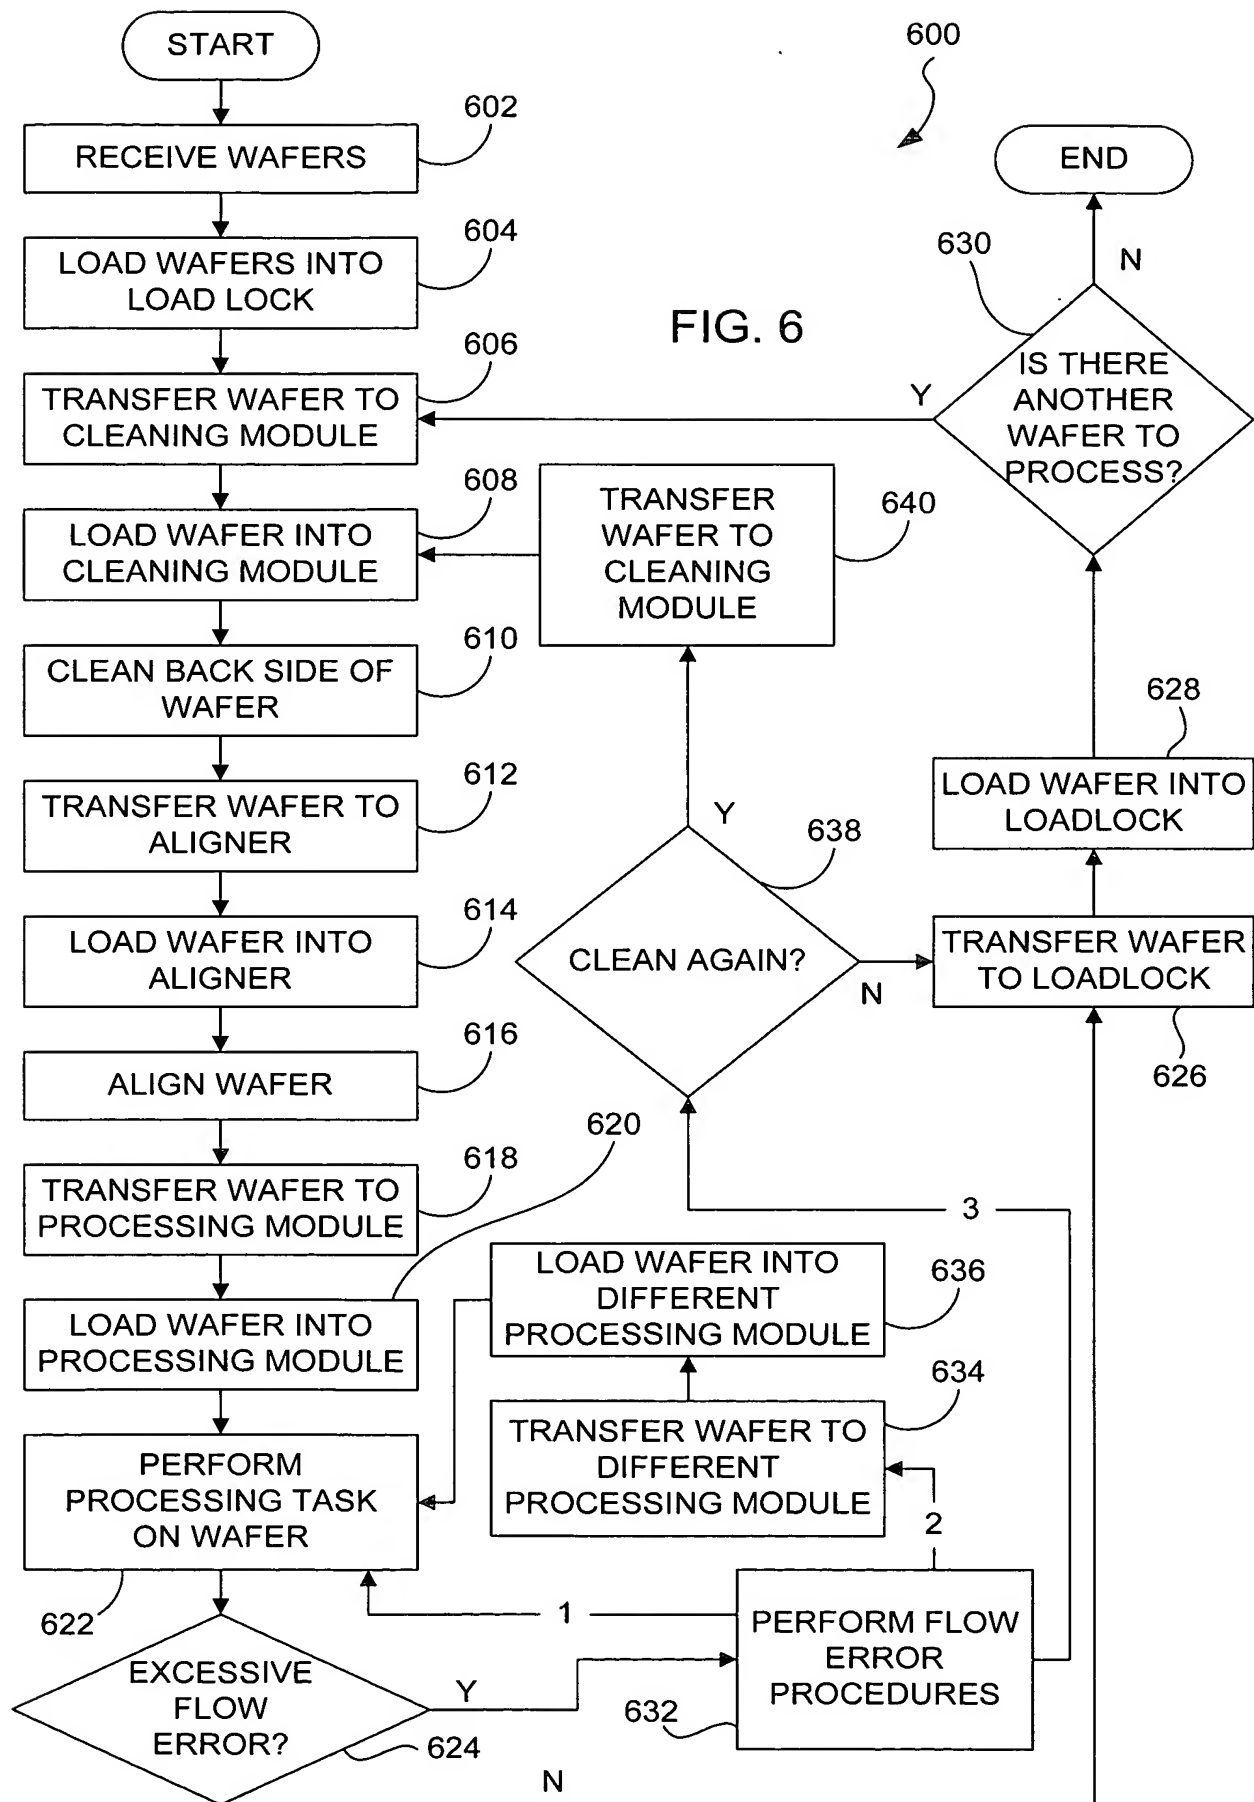 START
600
602
RECEIVE WAFERS
END
604
LOAD WAFERS INTO
LOAD LOCK
630
N
FIG. 6
606
TRANSFER WAFER TO
CLEANING MODULE
Y
IS THERE
ANOTHER
WAFER TO
PROCESS?
608
LOAD WAFER INTO
CLEANING MODULE
TRANSFER
WAFER TO
CLEANING
MODULE
640
610
CLEAN BACK SIDE OF
WAFER
628
LOAD WAFER INTO
LOADLOCK
612
TRANSFER WAFER TO
ALIGNER
Y
638
614
LOAD WAFER INTO
ALIGNER
CLEAN AGAIN?
N
TRANSFER WAFER
TO LOADLOCK
626
616
ALIGN WAFER
620
618
TRANSFER WAFER TO
PROCESSING MODULE
3
LOAD WAFER INTO
DIFFERENT
PROCESSING MODULE
636
LOAD WAFER INTO
PROCESSING MODULE
634
TRANSFER WAFER TO
DIFFERENT
PROCESSING MODULE
PERFORM
PROCESSING TASK
ON WAFER
2
622
1
PERFORM FLOW
ERROR
PROCEDURES
632
EXCESSIVE
FLOW
ERROR?
Y
624
N